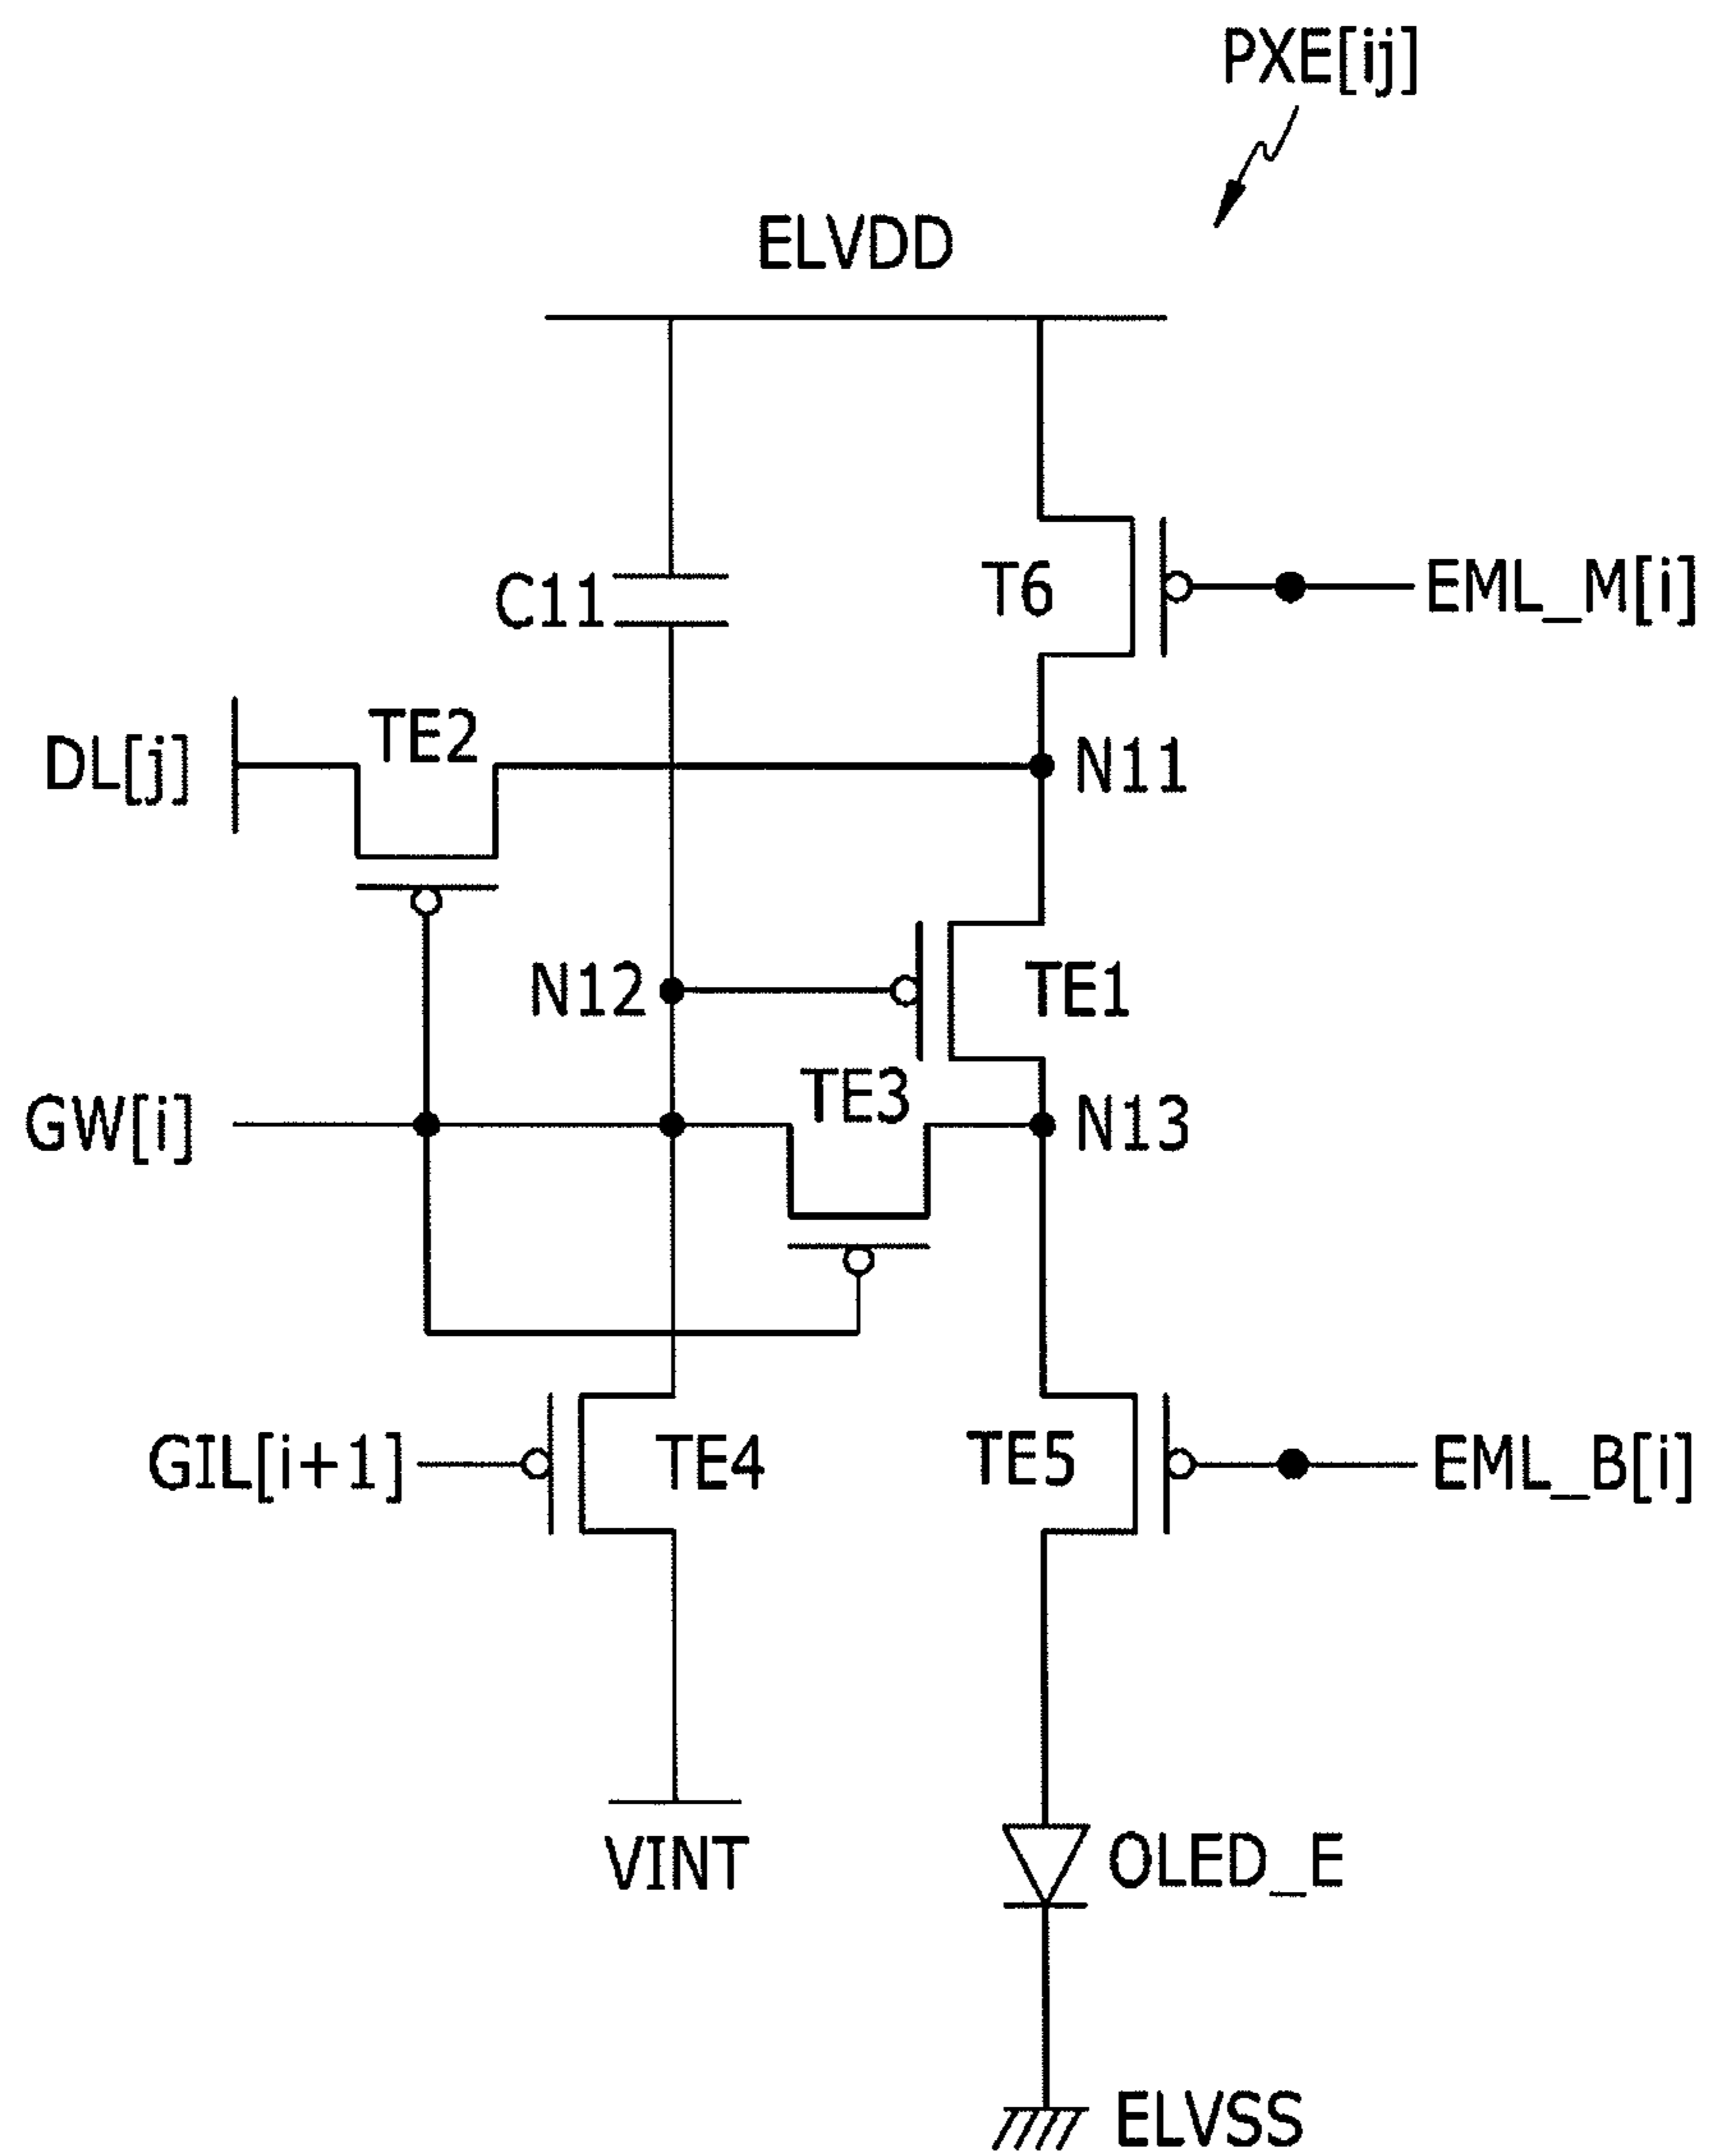 PXE[ij]
ELVDD
C11
T6
EML_M[i]
DL[j]
TE2
N11
N12
TE1
GW[i]
TE3
N13
GIL[i+1]
TE4
TE5
EML_B[i]
VINT
OLED_E
ELVSS